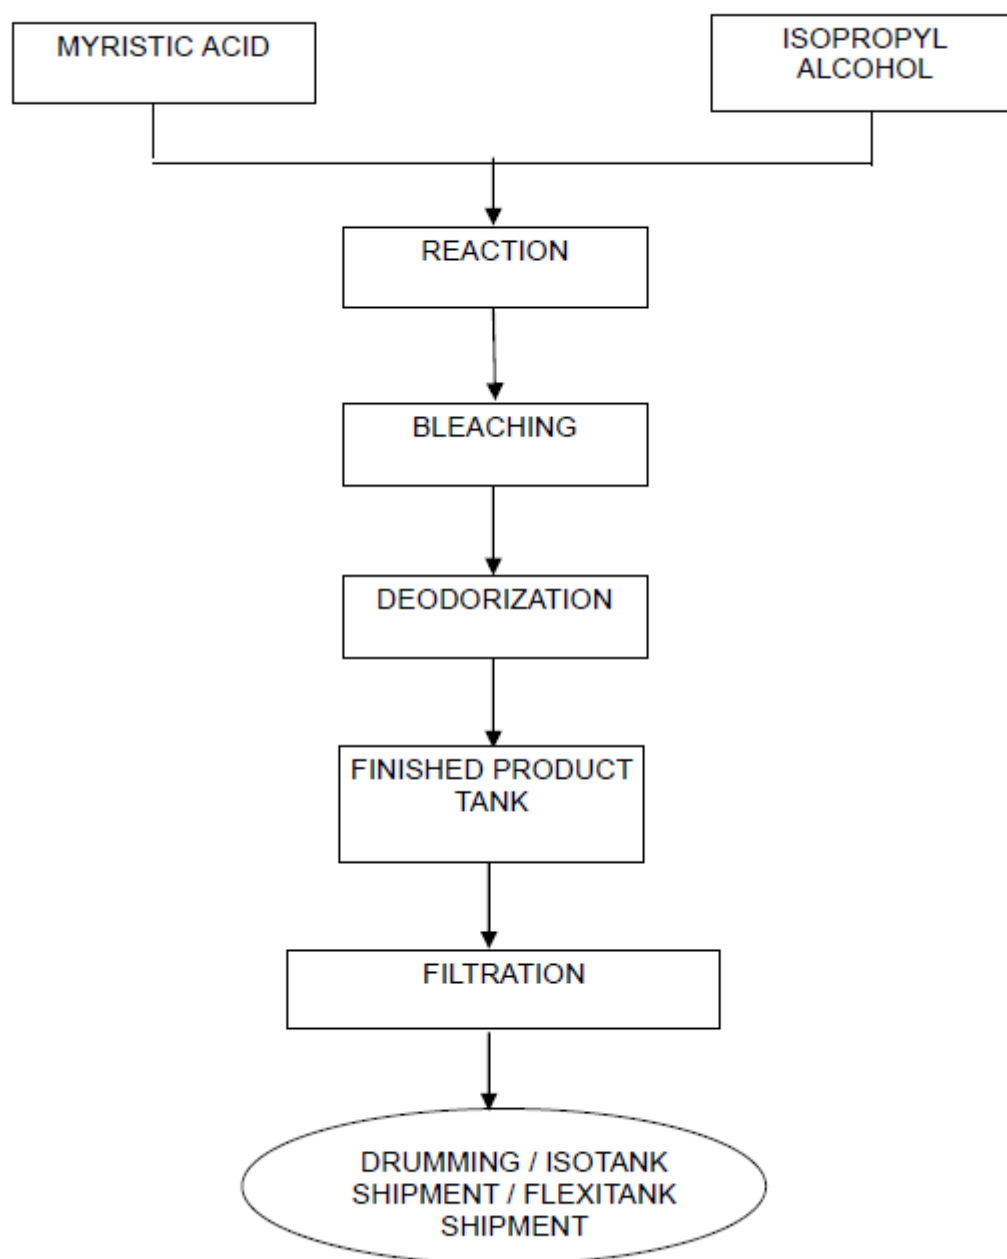 MYRISTIC ACID
ISOPROPYL
ALCOHOL
REACTION
BLEACHING
DEODORIZATION
FINISHED PRODUCT
TANK
FILTRATION
DRUMMING / ISOTANK
SHIPMENT / FLEXITANK
SHIPMENT